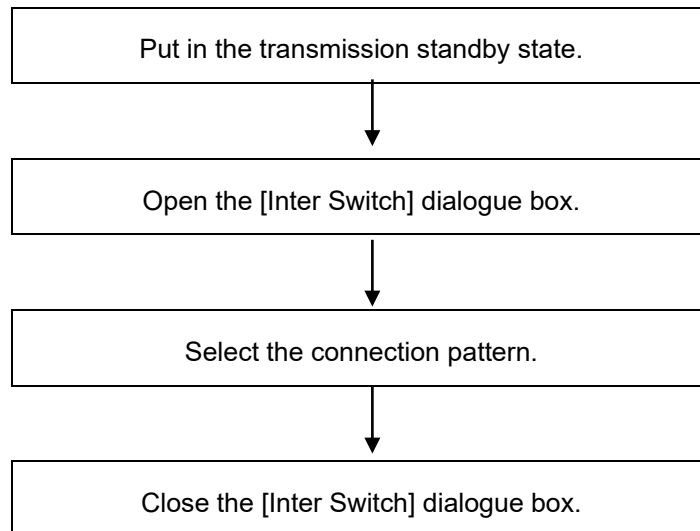 Put in the transmission standby state.
Open the [Inter Switch] dialogue box.
Select the connection pattern.
Close the [Inter Switch] dialogue box.